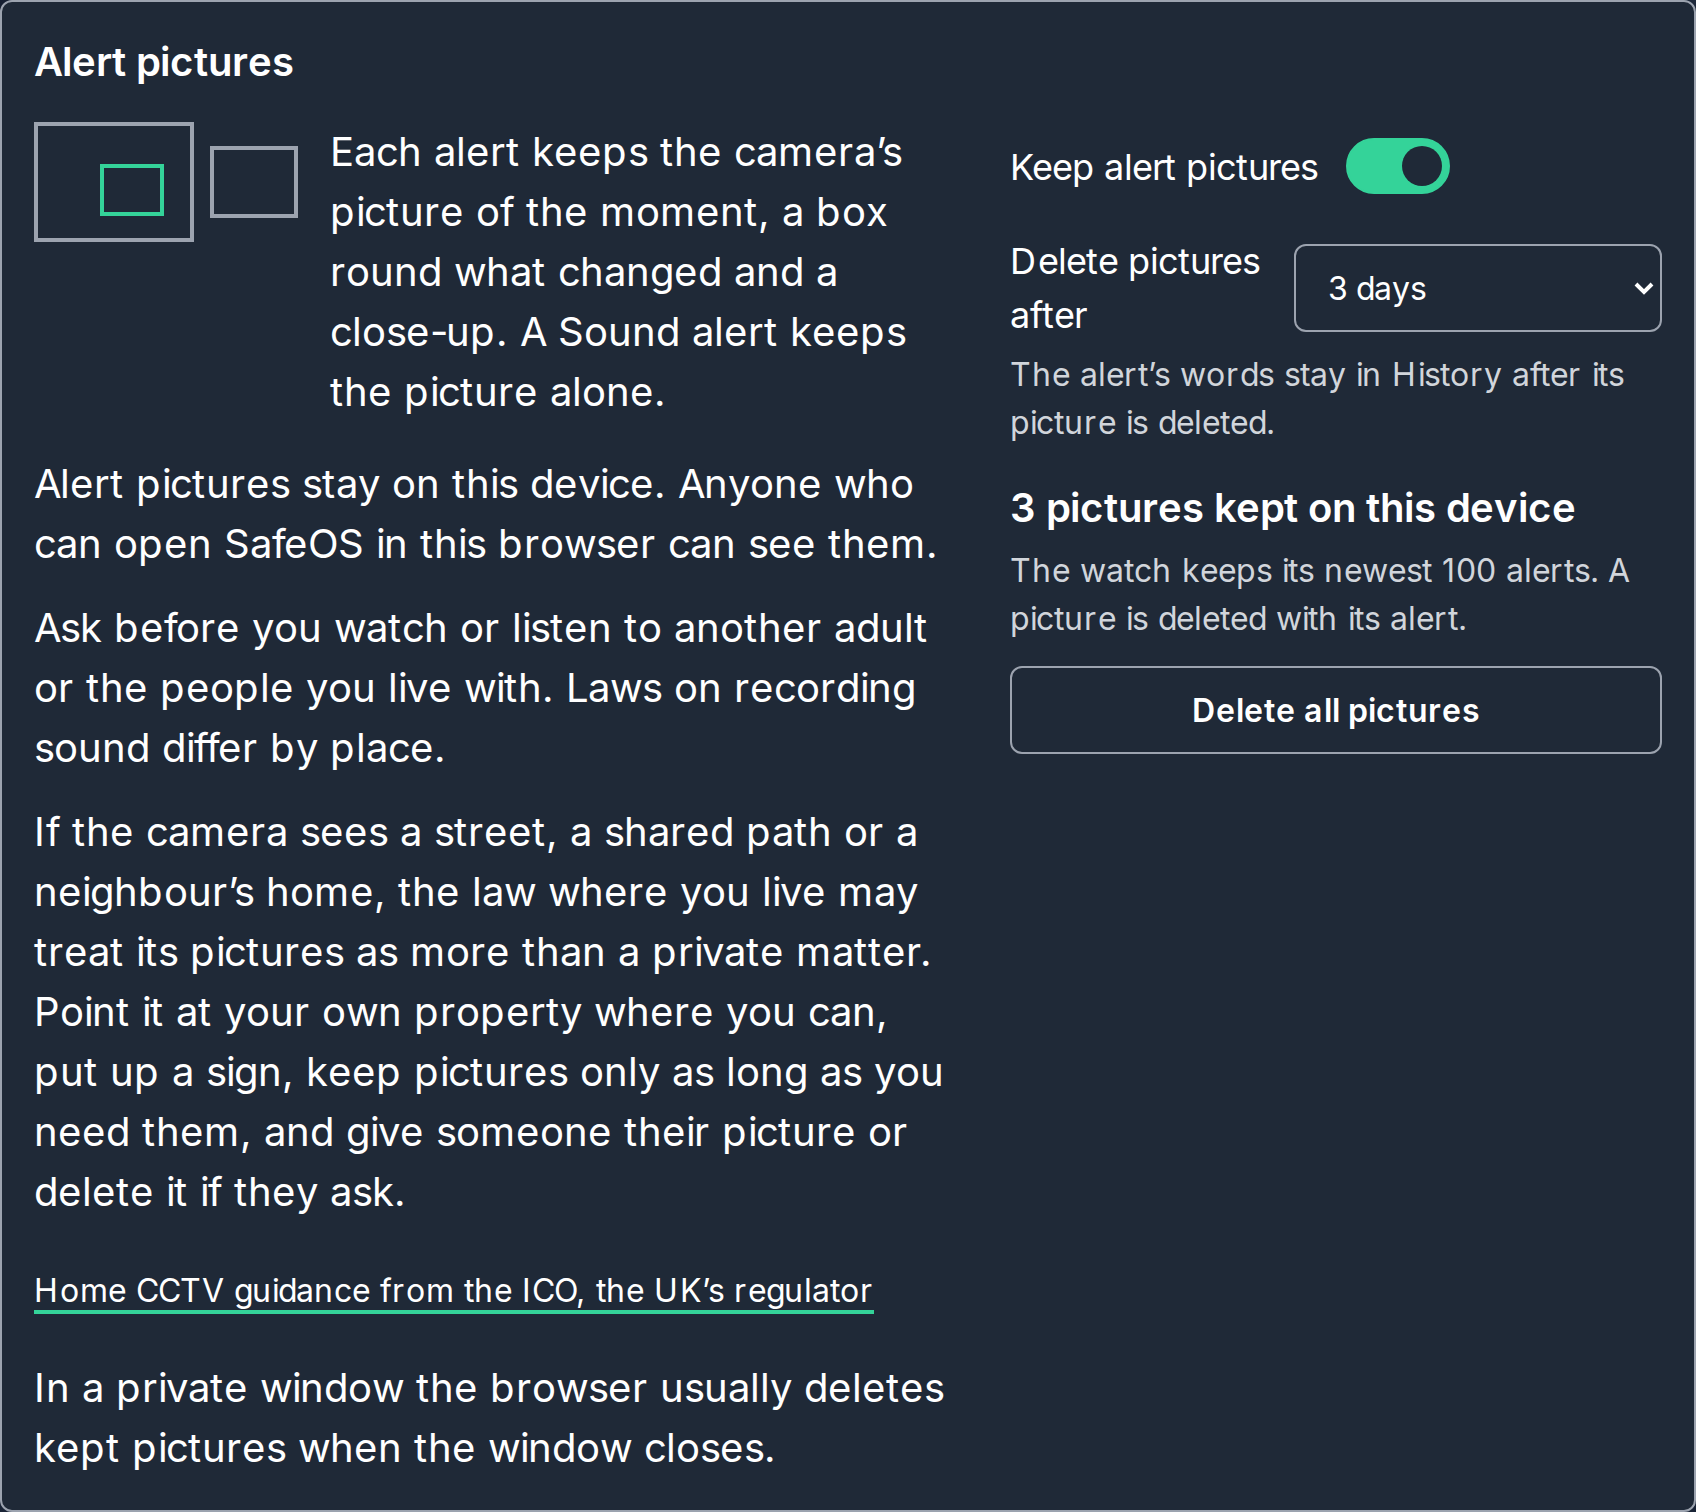 Alert pictures
Each alert keeps the camera’s
picture of the moment, a box
round what changed and a
close-up. A Sound alert keeps
the picture alone.
Alert pictures stay on this device. Anyone who
can open SafeOS in this browser can see them.
Ask before you watch or listen to another adult
or the people you live with. Laws on recording
sound differ by place.
If the camera sees a street, a shared path or a
neighbour’s home, the law where you live may
treat its pictures as more than a private matter.
Point it at your own property where you can,
put up a sign, keep pictures only as long as you
need them, and give someone their picture or
delete it if they ask.
Home CCTV guidance from the ICO, the UK’s regulator
In a private window the browser usually deletes
kept pictures when the window closes.
Keep alert pictures
Delete pictures
after
3 days
The alert’s words stay in History after its
picture is deleted.
3 pictures kept on this device
The watch keeps its newest 100 alerts. A
picture is deleted with its alert.
Delete all pictures